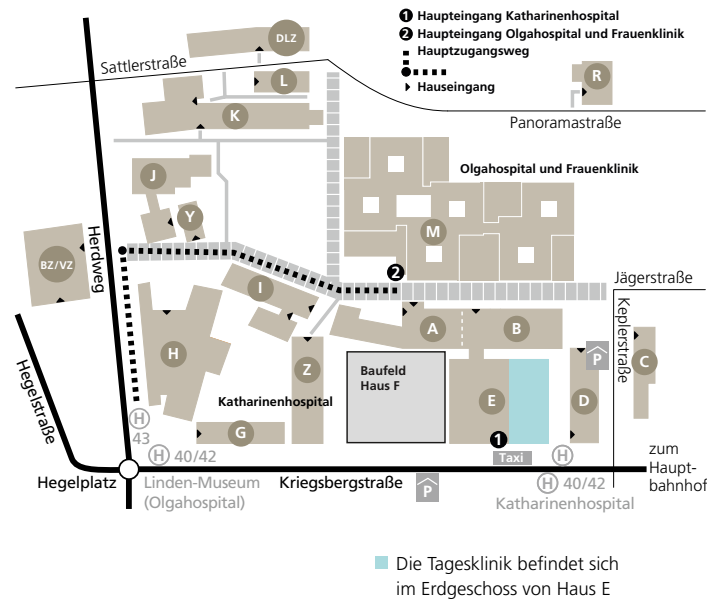 ❶ Haupteingang Katharinenhospital
❷ Haupteingang Olgahospital und Frauenklinik
Hauptzugangsweg
Hauseingang
DLZ
Sattlerstraße
L
R
K
Panoramastraße
Olgahospital und Frauenklinik
J
Y
M
Herdweg
BZ/VZ
2
I
Jägerstraße
Keplerstraße
A
B
H
Z
Baufeld
Haus F
P
C
Hegelstraße
E
D
Katharinenhospital
G
1
H
43
H 40/42
Taxi
H
zum
Haupt-
bahnhof
Hegelplatz
Linden-Museum
(Olgahospital)
Kriegsbergstraße
P
H 40/42
Katharinenhospital
Die Tagesklinik befindet sich
im Erdgeschoss von Haus E